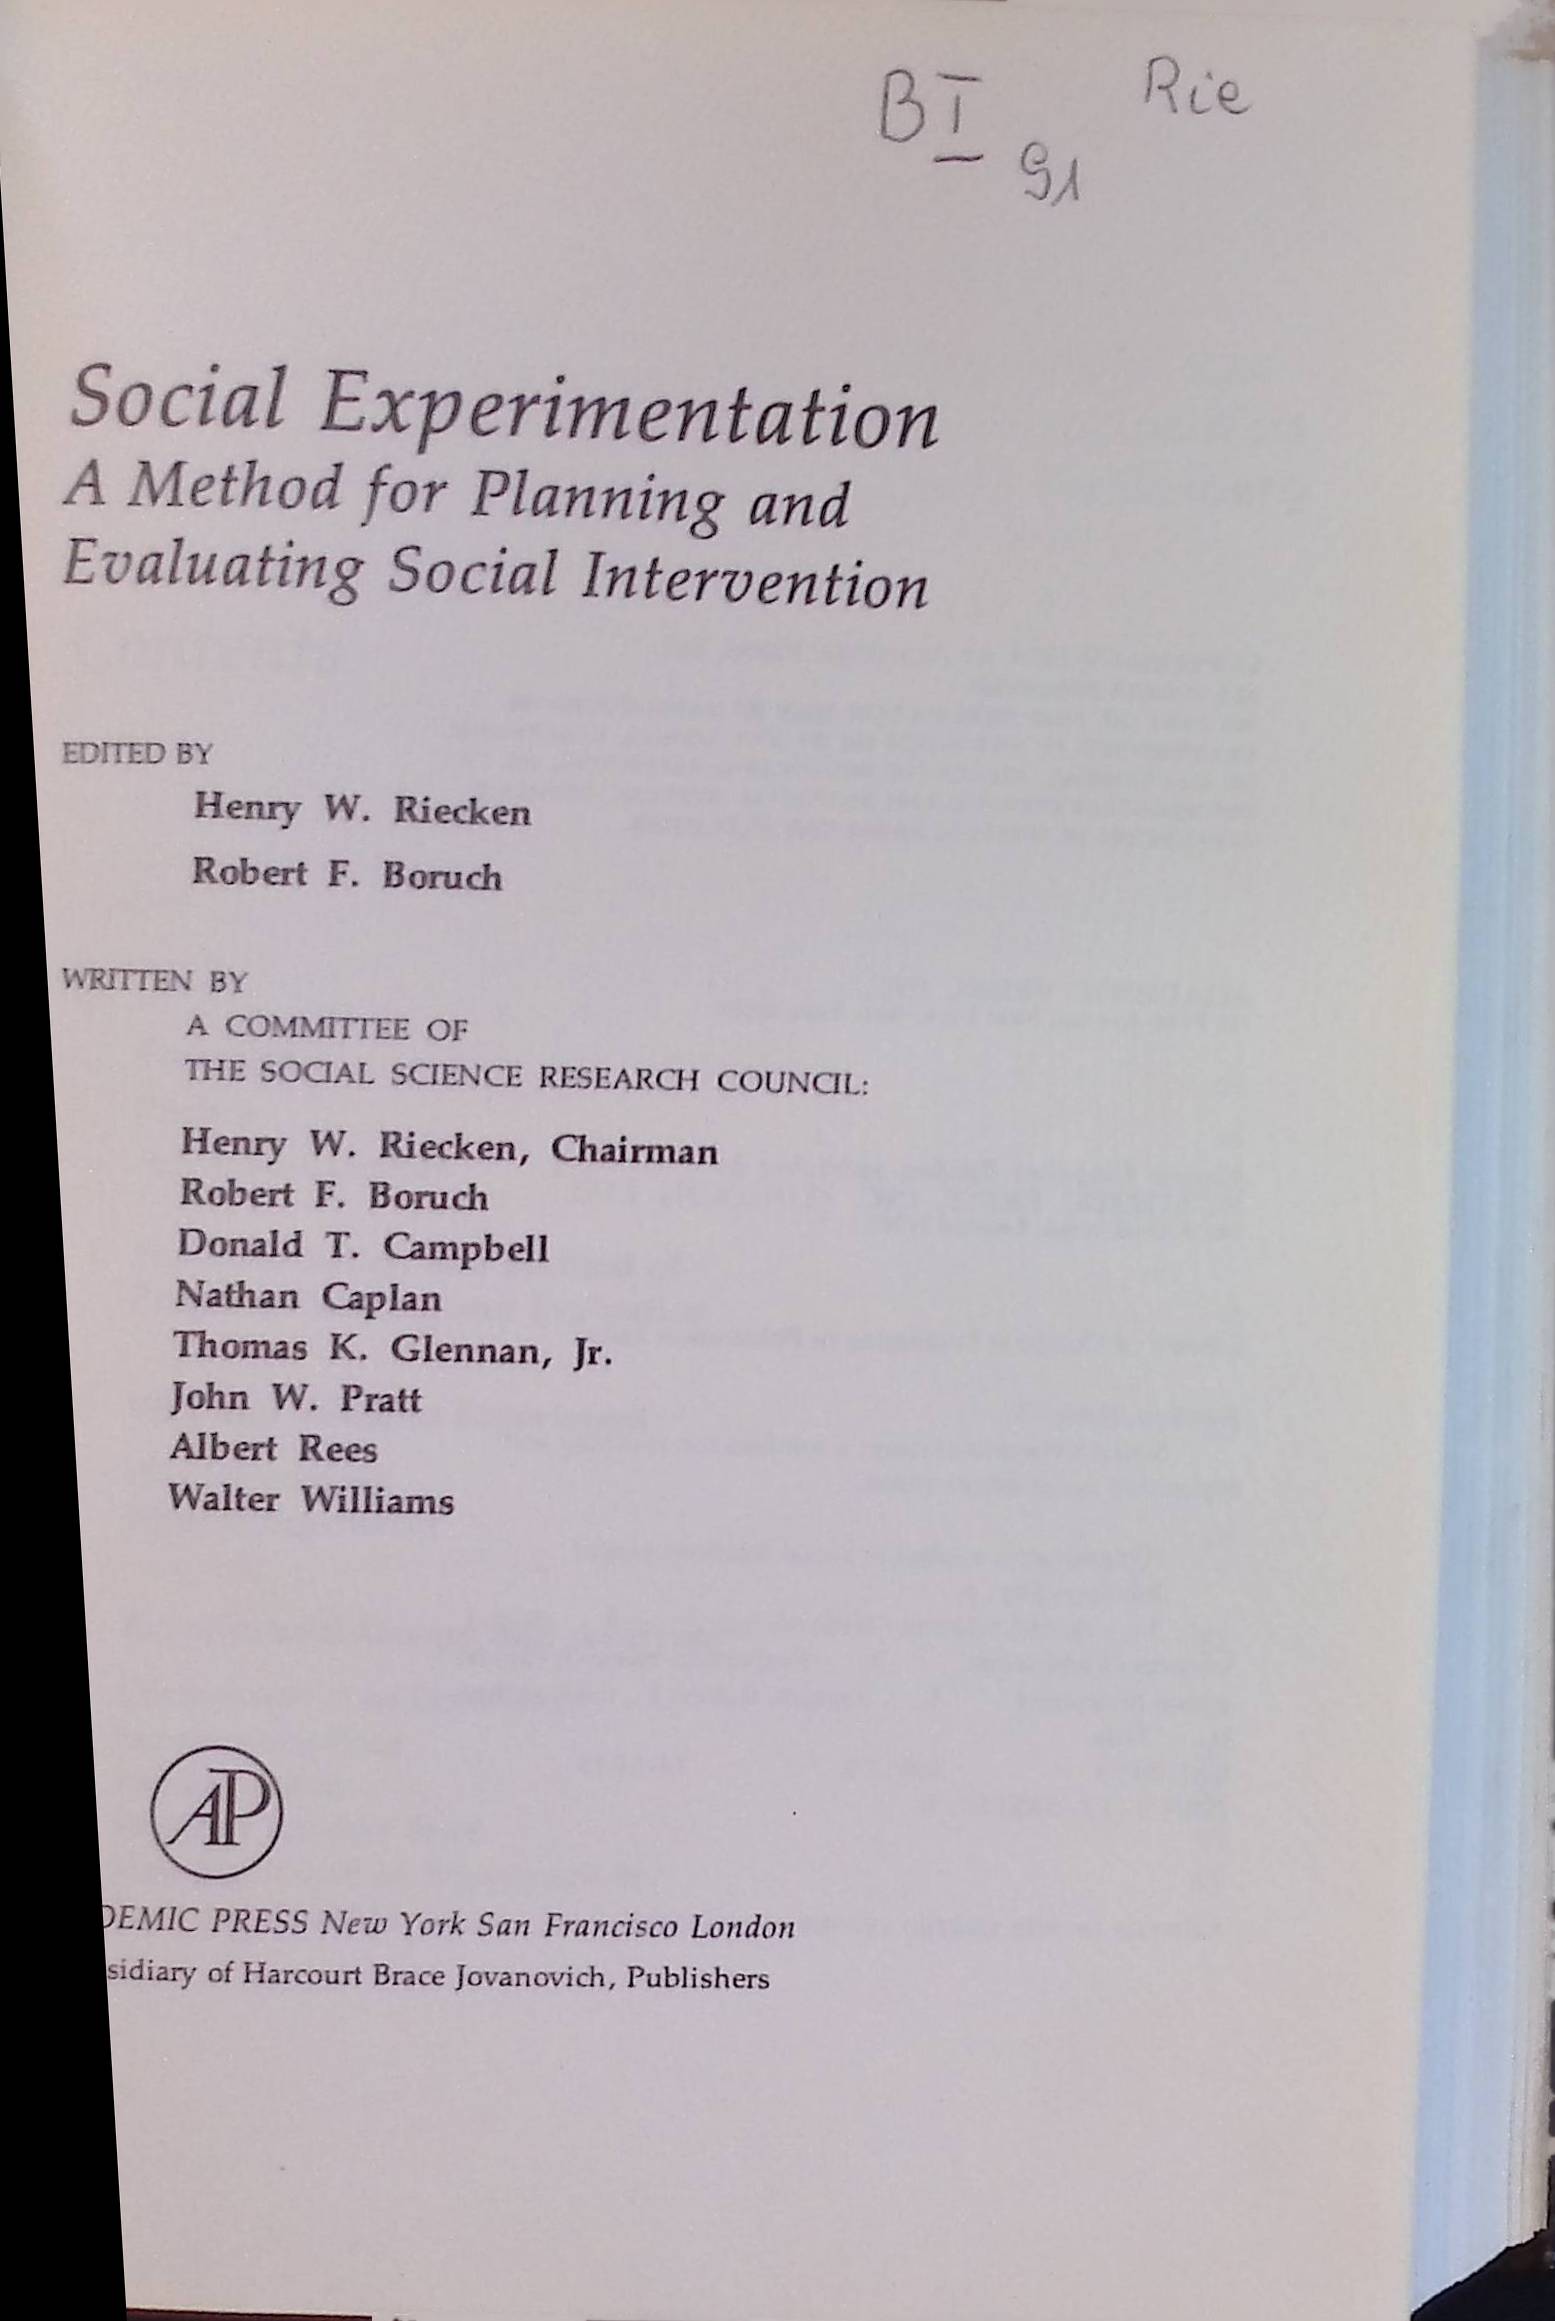 BI Rie
91
Social Experimentation
A Method for Planning and
Evaluating Social Intervention
EDITED BY
Henry W. Riecken
Robert F. Boruch
WRITTEN BY
A COMMITTEE OF
THE SOCIAL SCIENCE RESEARCH COUNCIL:
Henry W. Riecken, Chairman
Robert F. Boruch
Donald T. Campbell
Nathan Caplan
Thomas K. Glennan, Jr.
John W. Pratt
Albert Rees
Walter Williams
AP
DEMIC PRESS New York San Francisco London
sidiary of Harcourt Brace Jovanovich, Publishers